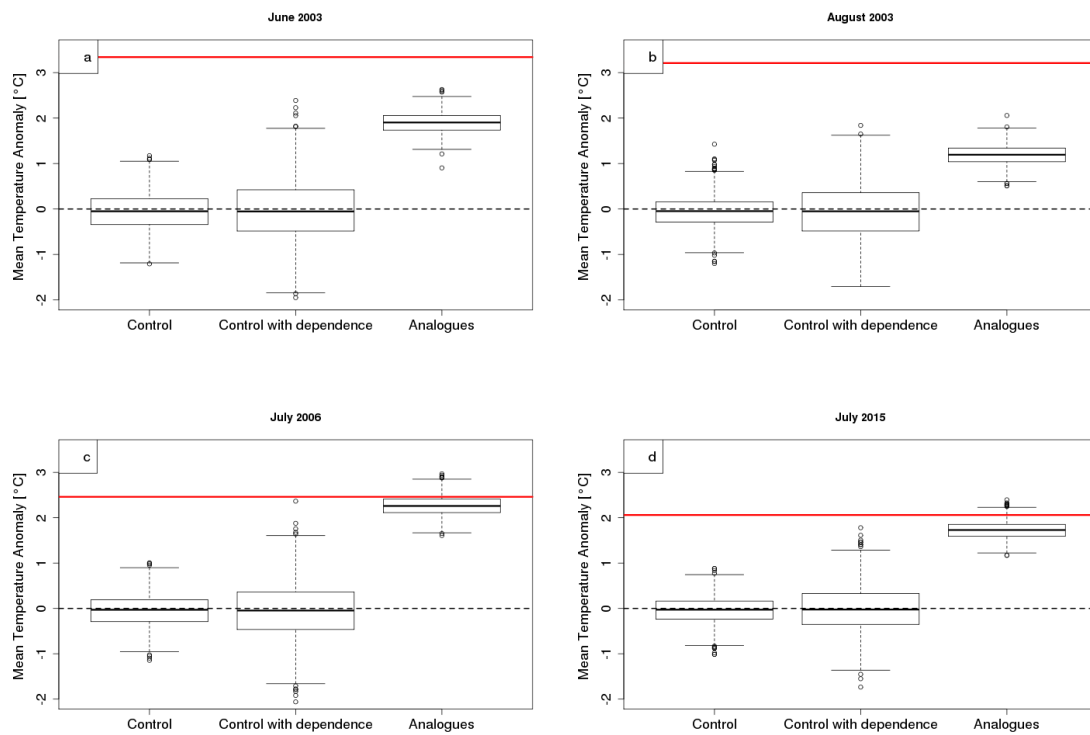 June 2003
a
Mean Temperature Anomaly [°C]
3
2
1
0
-1
-2
Control
Control with dependence
Analogues
August 2003
b
Mean Temperature Anomaly [°C]
3
2
1
0
-1
-2
Control
Control with dependence
Analogues
July 2006
c
Mean Temperature Anomaly [°C]
3
2
1
0
-1
-2
Control
Control with dependence
Analogues
July 2015
d
Mean Temperature Anomaly [°C]
3
2
1
0
-1
-2
Control
Control with dependence
Analogues